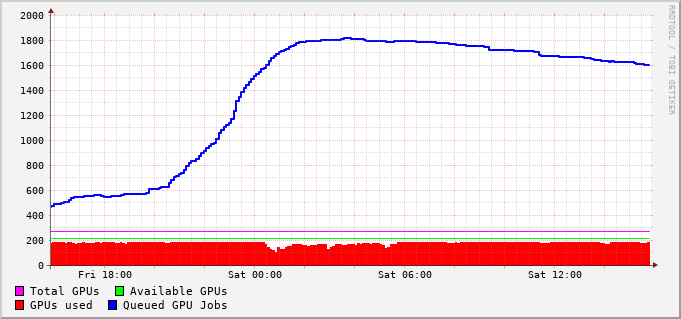 2000
1800
1600
1400
1200
1000
800
600
400
200
0
Fri 18:00 Sat 00:00 Sat 06:00 Sat 12:00
Total GPUs Available GPUs
GPUs used Queued GPU Jobs
RRDTOOL / TOBI OETIKER